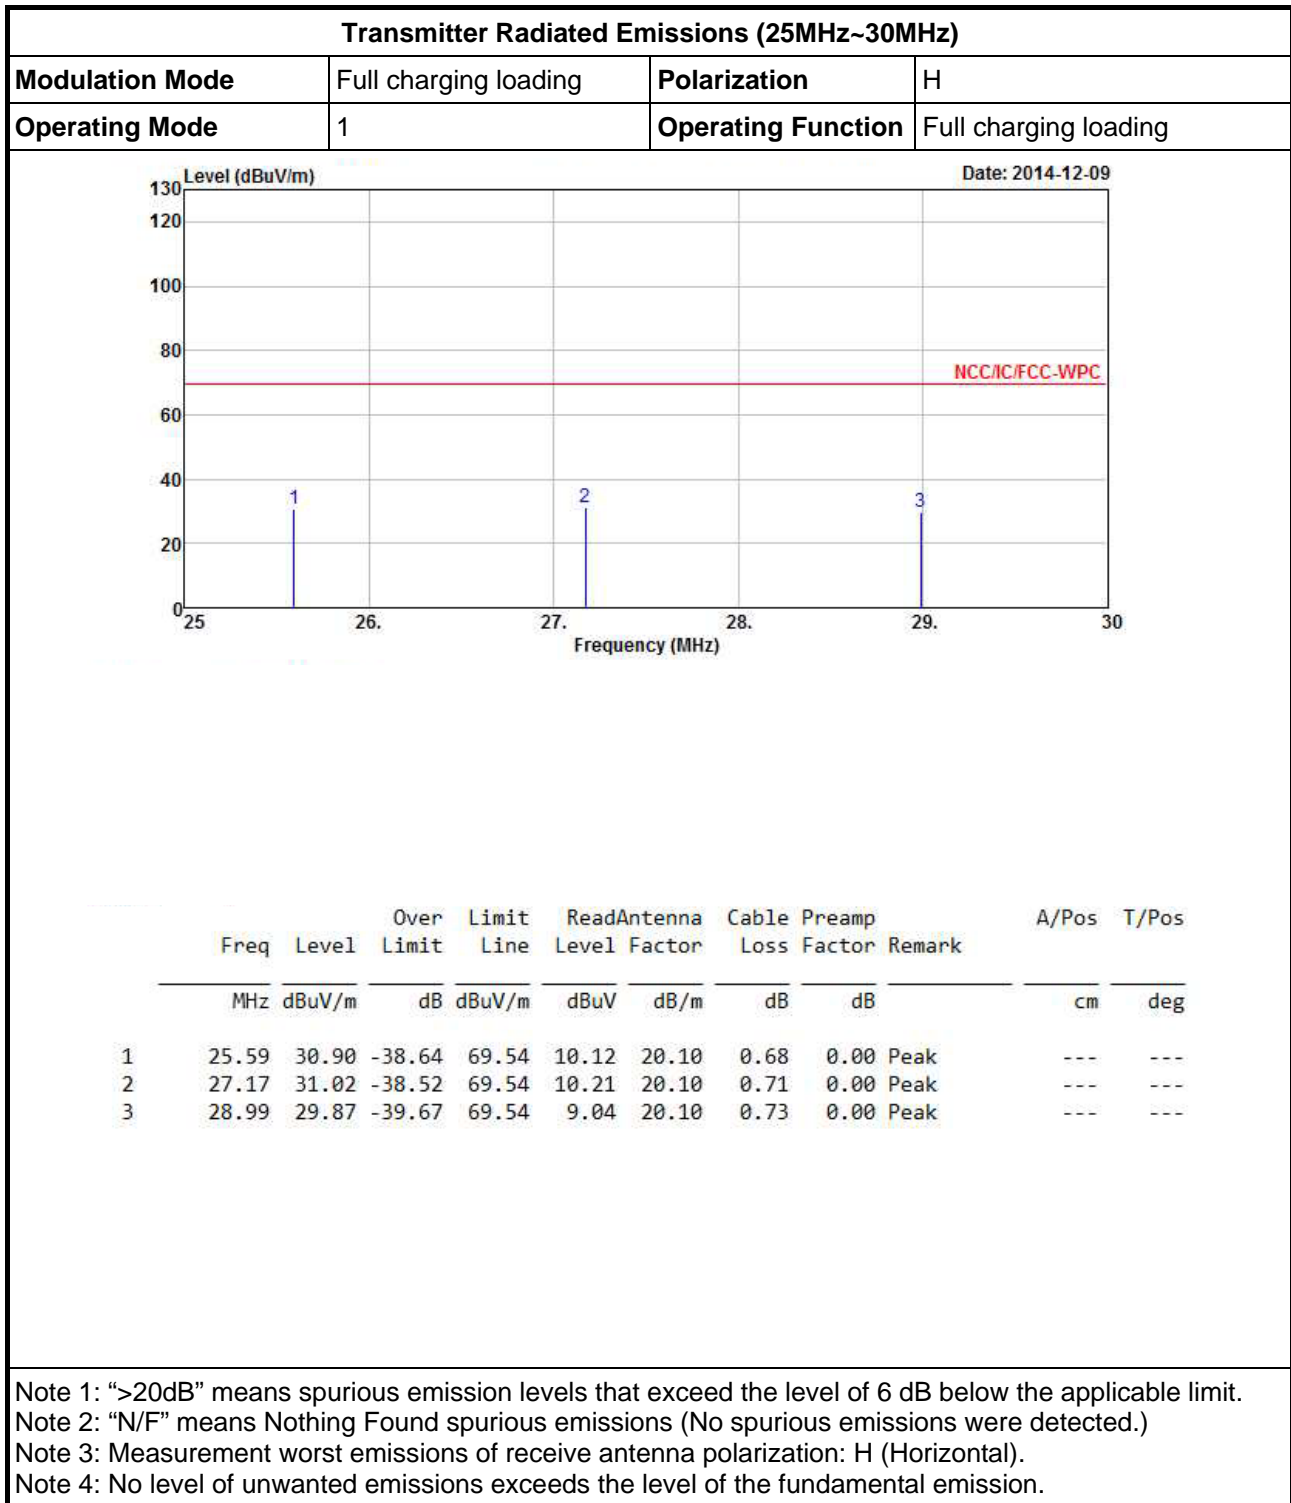 Transmitter Radiated Emissions (25MHz~30MHz)
Modulation Mode Full charging loading Polarization H
Operating Mode 1 Operating Function Full charging loading
Level (dBuV/m) Date: 2014-12-09
130
120
100
80
NCC/IC/FCC-WPC
60
40
1 2 3
20
0
25 26. 27. 28. 29. 30
Frequency (MHz)
Over Limit ReadAntenna Cable Preamp A/Pos T/Pos
Freq Level Limit Line Level Factor Loss Factor Remark
MHz dBuV/m dB dBuV/m dBuV dB/m dB dB cm deg
1 25.59 30.90 -38.64 69.54 10.12 20.10 0.68 0.00 Peak --- ---
2 27.17 31.02 -38.52 69.54 10.21 20.10 0.71 0.00 Peak --- ---
3 28.99 29.87 -39.67 69.54 9.04 20.10 0.73 0.00 Peak --- ---
Note 1: “>20dB” means spurious emission levels that exceed the level of 6 dB below the applicable limit.
Note 2: “N/F” means Nothing Found spurious emissions (No spurious emissions were detected.)
Note 3: Measurement worst emissions of receive antenna polarization: H (Horizontal).
Note 4: No level of unwanted emissions exceeds the level of the fundamental emission.